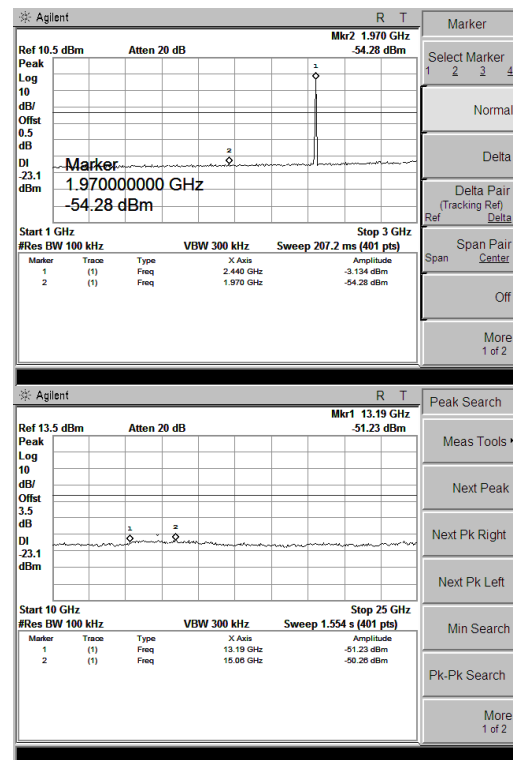 Agilent R T
Mkr2 1.970 GHz
Ref 10.5 dBm Atten 20 dB -54.28 dBm
Peak
Log
10
dB/
Offst
0.5
dB
DI
-23.1
dBm
1
2
Marker
1.970000000 GHz
-54.28 dBm
Start 1 GHz Stop 3 GHz
#Res BW 100 kHz VBW 300 kHz Sweep 207.2 ms (401 pts)
Marker Trace Type X Axis Amplitude
1 (1) Freq 2.440 GHz -3.134 dBm
2 (1) Freq 1.970 GHz -54.28 dBm
Marker
Select Marker
1 2 3 4
Normal
Delta
Delta Pair
(Tracking Ref)
Ref Delta
Span Pair
Span Center
Off
More
1 of 2
Agilent R T
Mkr1 13.19 GHz
Ref 13.5 dBm Atten 20 dB -51.23 dBm
Peak
Log
10
dB/
Offst
3.5
dB
DI
-23.1
dBm
1 2
Start 10 GHz Stop 25 GHz
#Res BW 100 kHz VBW 300 kHz Sweep 1.554 s (401 pts)
Marker Trace Type X Axis Amplitude
1 (1) Freq 13.19 GHz -51.23 dBm
2 (1) Freq 15.06 GHz -50.26 dBm
Peak Search
Meas Tools
Next Peak
Next Pk Right
Next Pk Left
Min Search
Pk-Pk Search
More
1 of 2